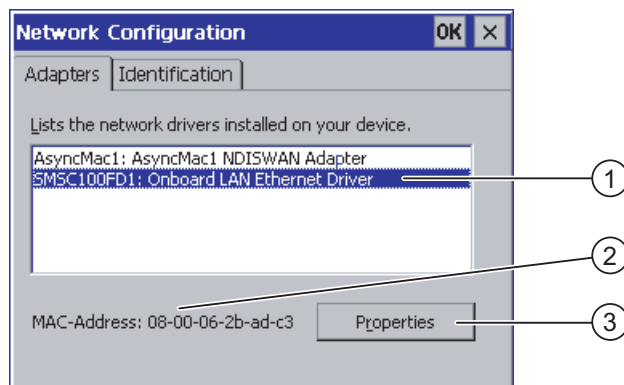 Network Configuration OK ×
Adapters Identification
Lists the network drivers installed on your device.
AsyncMac1: AsyncMac1 NDISWAN Adapter
SMSC100FD1: Onboard LAN Ethernet Driver
1
2
MAC-Address: 08-00-06-2b-ad-c3 Properties
3